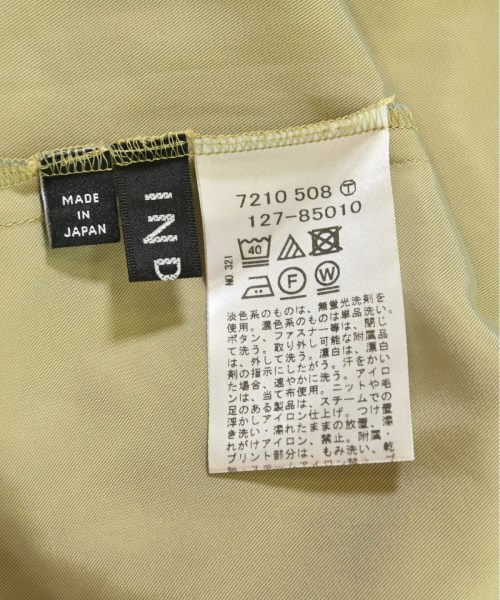 MADE
IN
JAPAN
IND
7210 508 Ⓣ
127-85010
40
F
W
NO 321
淡色系のものは、無蛍光洗剤を
使用。濃色系のものは単品洗い。
ボタン、ファスナー等は、閉じ
て洗う。取り外し可能な附属品
は、外して洗う。漂白は、漂白
剤の指示にしたがう。汗をかい
た場合、速やかに洗う。アイロ
ンは、当て布使用。ニットや毛
足のある製品は、スチームでの
浮かしアイロン仕上げ。つけ置
き洗い・濡れたままの放置、濡
れがけアイロン、禁止。附属・
プリント部分は、もみ洗い、乾